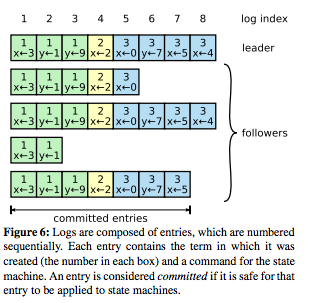 1 2 3 4 5 6 7 8 log index
1 1 1 2 3 3 3 3 leader
x←3 y←1 y←9 x←2 x←0 y←7 x←5 x←4
1 1 1 2 3
x←3 y←1 y←9 x←2 x←0
1 1 1 2 3 3 3 3
x←3 y←1 y←9 x←2 x←0 y←7 x←5 x←4
followers
1 1
x←3 y←1
1 1 1 2 3 3 3
x←3 y←1 y←9 x←2 x←0 y←7 x←5
committed entries
Figure 6: Logs are composed of entries, which are numbered
sequentially. Each entry contains the term in which it was
created (the number in each box) and a command for the state
machine. An entry is considered committed if it is safe for that
entry to be applied to state machines.